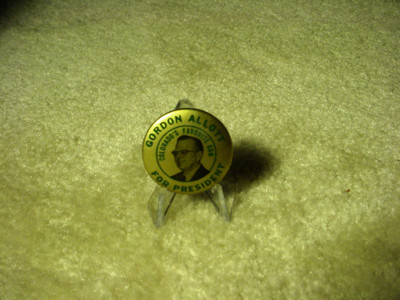 GORDON ALLOTT
COLORADO'S FAVORITE SON
FOR PRESIDENT